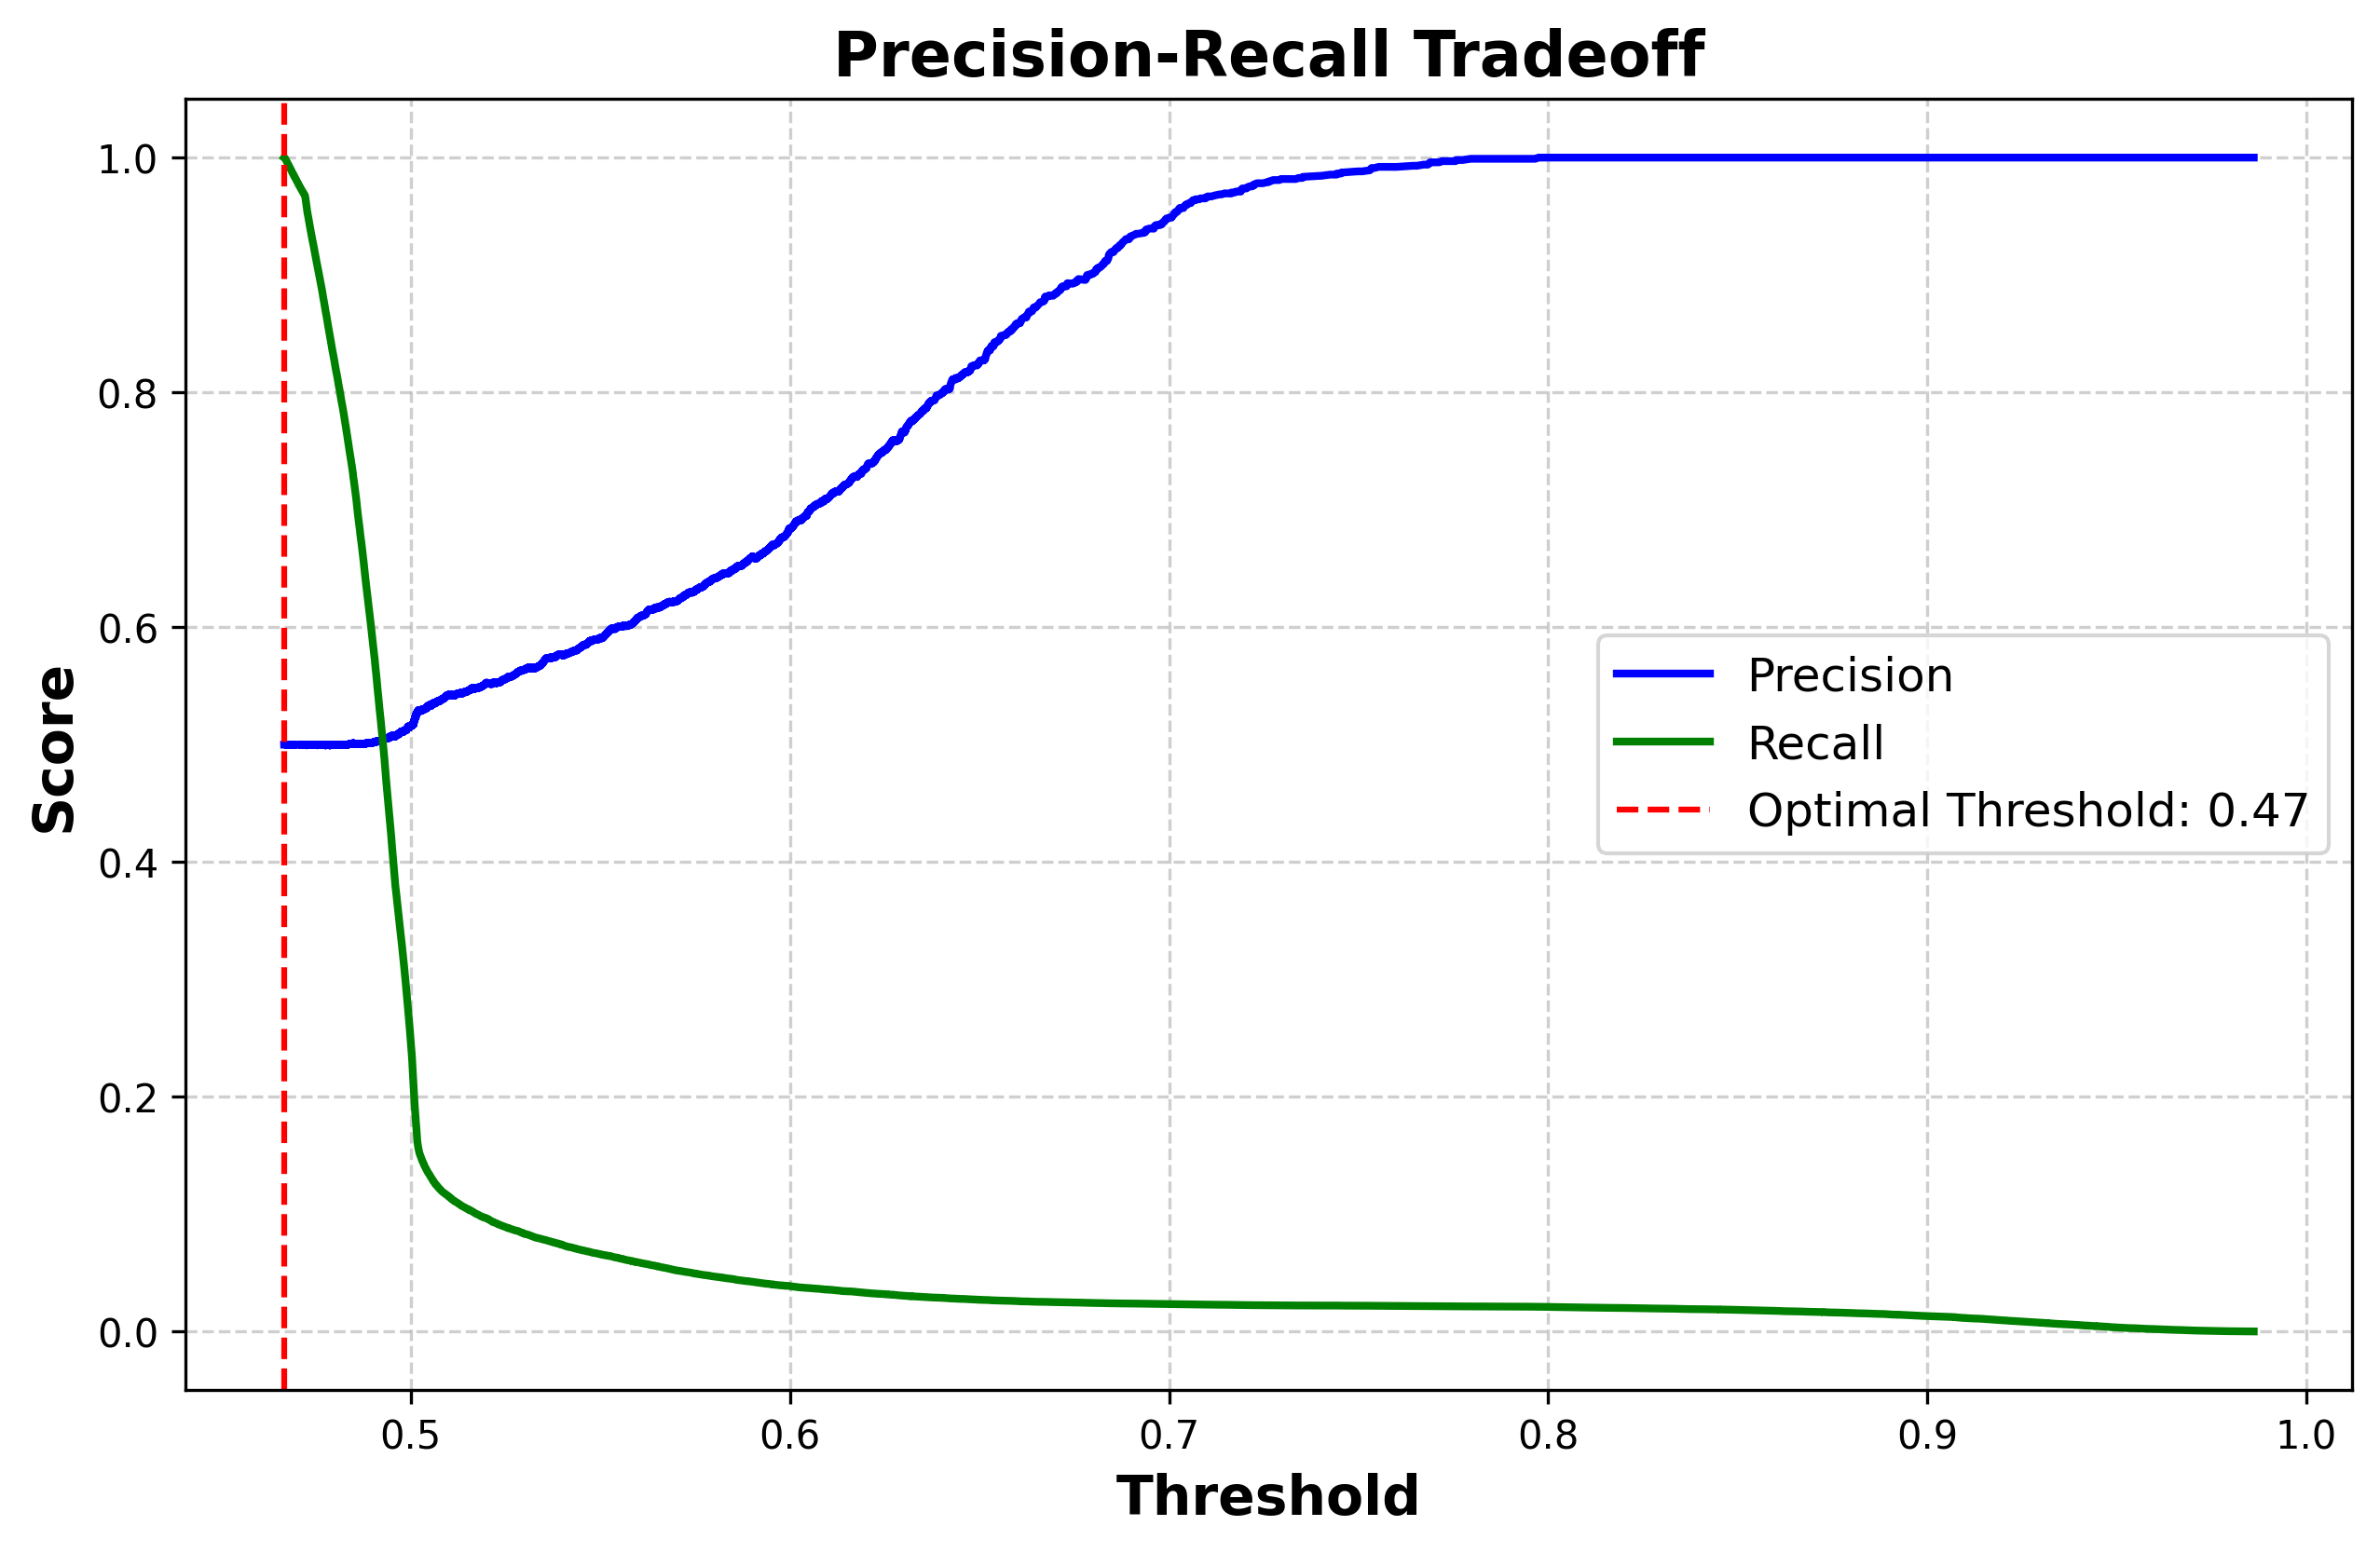 Precision-Recall Tradeoff
1.0
0.8
0.6
0.4
0.2
0.0
Score
Precision
Recall
Optimal Threshold: 0.47
0.5 0.6 0.7 0.8 0.9 1.0
Threshold